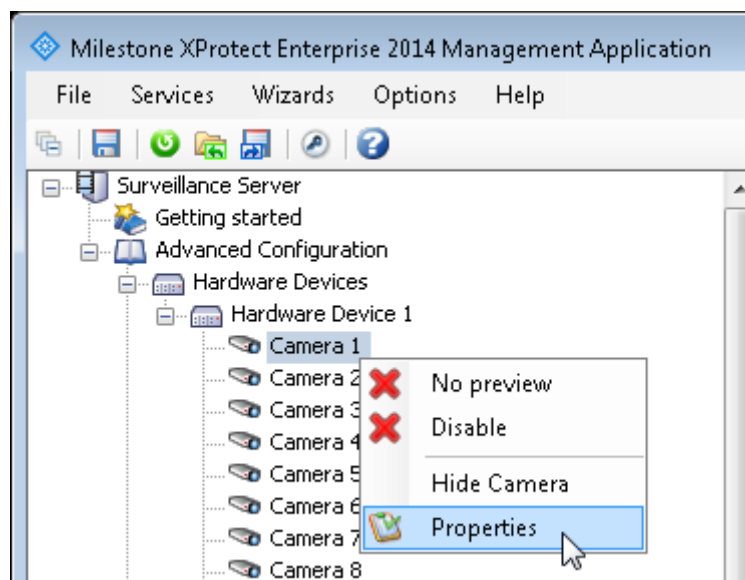 Milestone XProtect Enterprise 2014 Management Application
File Services Wizards Options Help
Surveillance Server
Getting started
Advanced Configuration
Hardware Devices
Hardware Device 1
Camera 1
Camera 2
No preview
Camera 3
Disable
Camera 4
Camera 5
Hide Camera
Camera 6
Properties
Camera 7
Camera 8